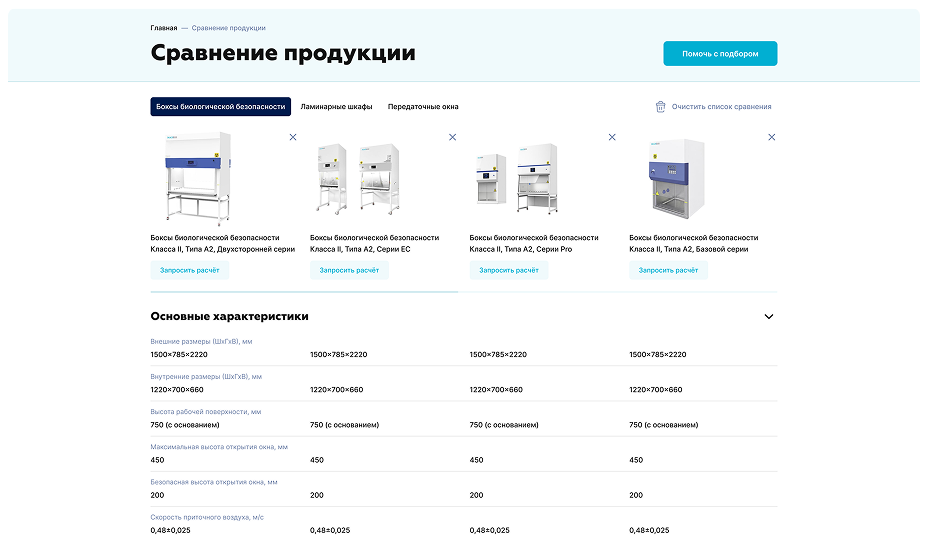 Главная — Сравнение продукции
Сравнение продукции
Помочь с подбором
Боксы биологической безопасности
Ламинарные шкафы
Передаточные окна
Очистить список сравнения
Боксы биологической безопасности
Класса II, Типа A2, Двухсторонней серии
Запросить расчёт
Боксы биологической безопасности
Класса II, Типа A2, Серии EC
Запросить расчёт
Боксы биологической безопасности
Класса II, Типа A2, Серии Pro
Запросить расчёт
Боксы биологической безопасности
Класса II, Типа A2, Базовой серии
Запросить расчёт
Основные характеристики
Внешние размеры (ШхГхВ), мм
1500×785×2220 1500×785×2220 1500×785×2220 1500×785×2220
Внутренние размеры (ШхГхВ), мм
1220×700×660 1220×700×660 1220×700×660 1220×700×660
Высота рабочей поверхности, мм
750 (с основанием) 750 (с основанием) 750 (с основанием) 750 (с основанием)
Максимальная высота открытия окна, мм
450 450 450 450
Безопасная высота открытия окна, мм
200 200 200 200
Скорость приточного воздуха, м/с
0,48±0,025 0,48±0,025 0,48±0,025 0,48±0,025